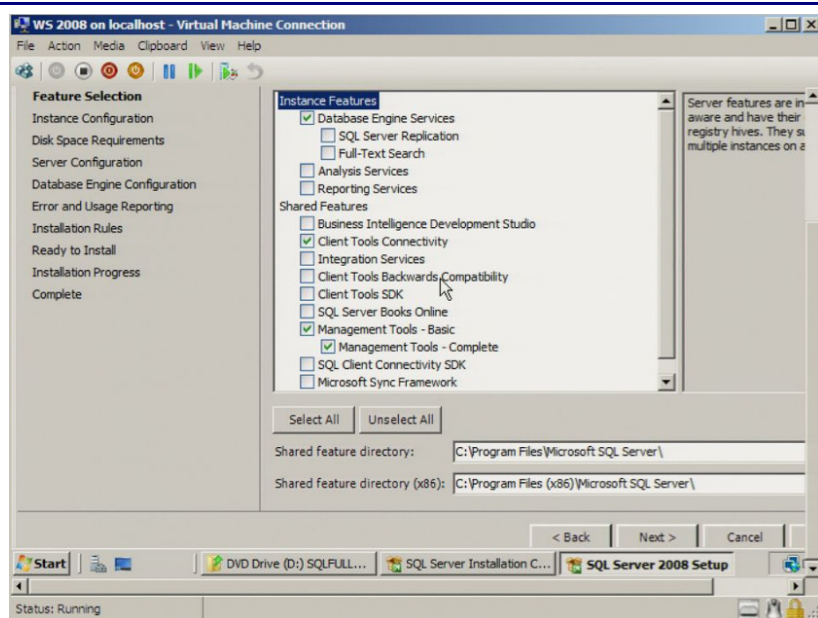 WS 2008 on localhost - Virtual Machine Connection
File Action Media Clipboard View Help
Feature Selection
Instance Configuration
Disk Space Requirements
Server Configuration
Database Engine Configuration
Error and Usage Reporting
Installation Rules
Ready to Install
Installation Progress
Complete
Instance Features
Database Engine Services
SQL Server Replication
Full-Text Search
Analysis Services
Reporting Services
Shared Features
Business Intelligence Development Studio
Client Tools Connectivity
Integration Services
Client Tools Backwards Compatibility
Client Tools SDK
SQL Server Books Online
Management Tools - Basic
Management Tools - Complete
SQL Client Connectivity SDK
Microsoft Sync Framework
Server features are in
aware and have their
registry hives. They su
multiple instances on a
Select All Unselect All
Shared feature directory: C:\Program Files\Microsoft SQL Server\
Shared feature directory (x86): C:\Program Files (x86)\Microsoft SQL Server\
< Back Next > Cancel
Start DVD Drive (D:) SQLFULL... SQL Server Installation C... SQL Server 2008 Setup
Status: Running